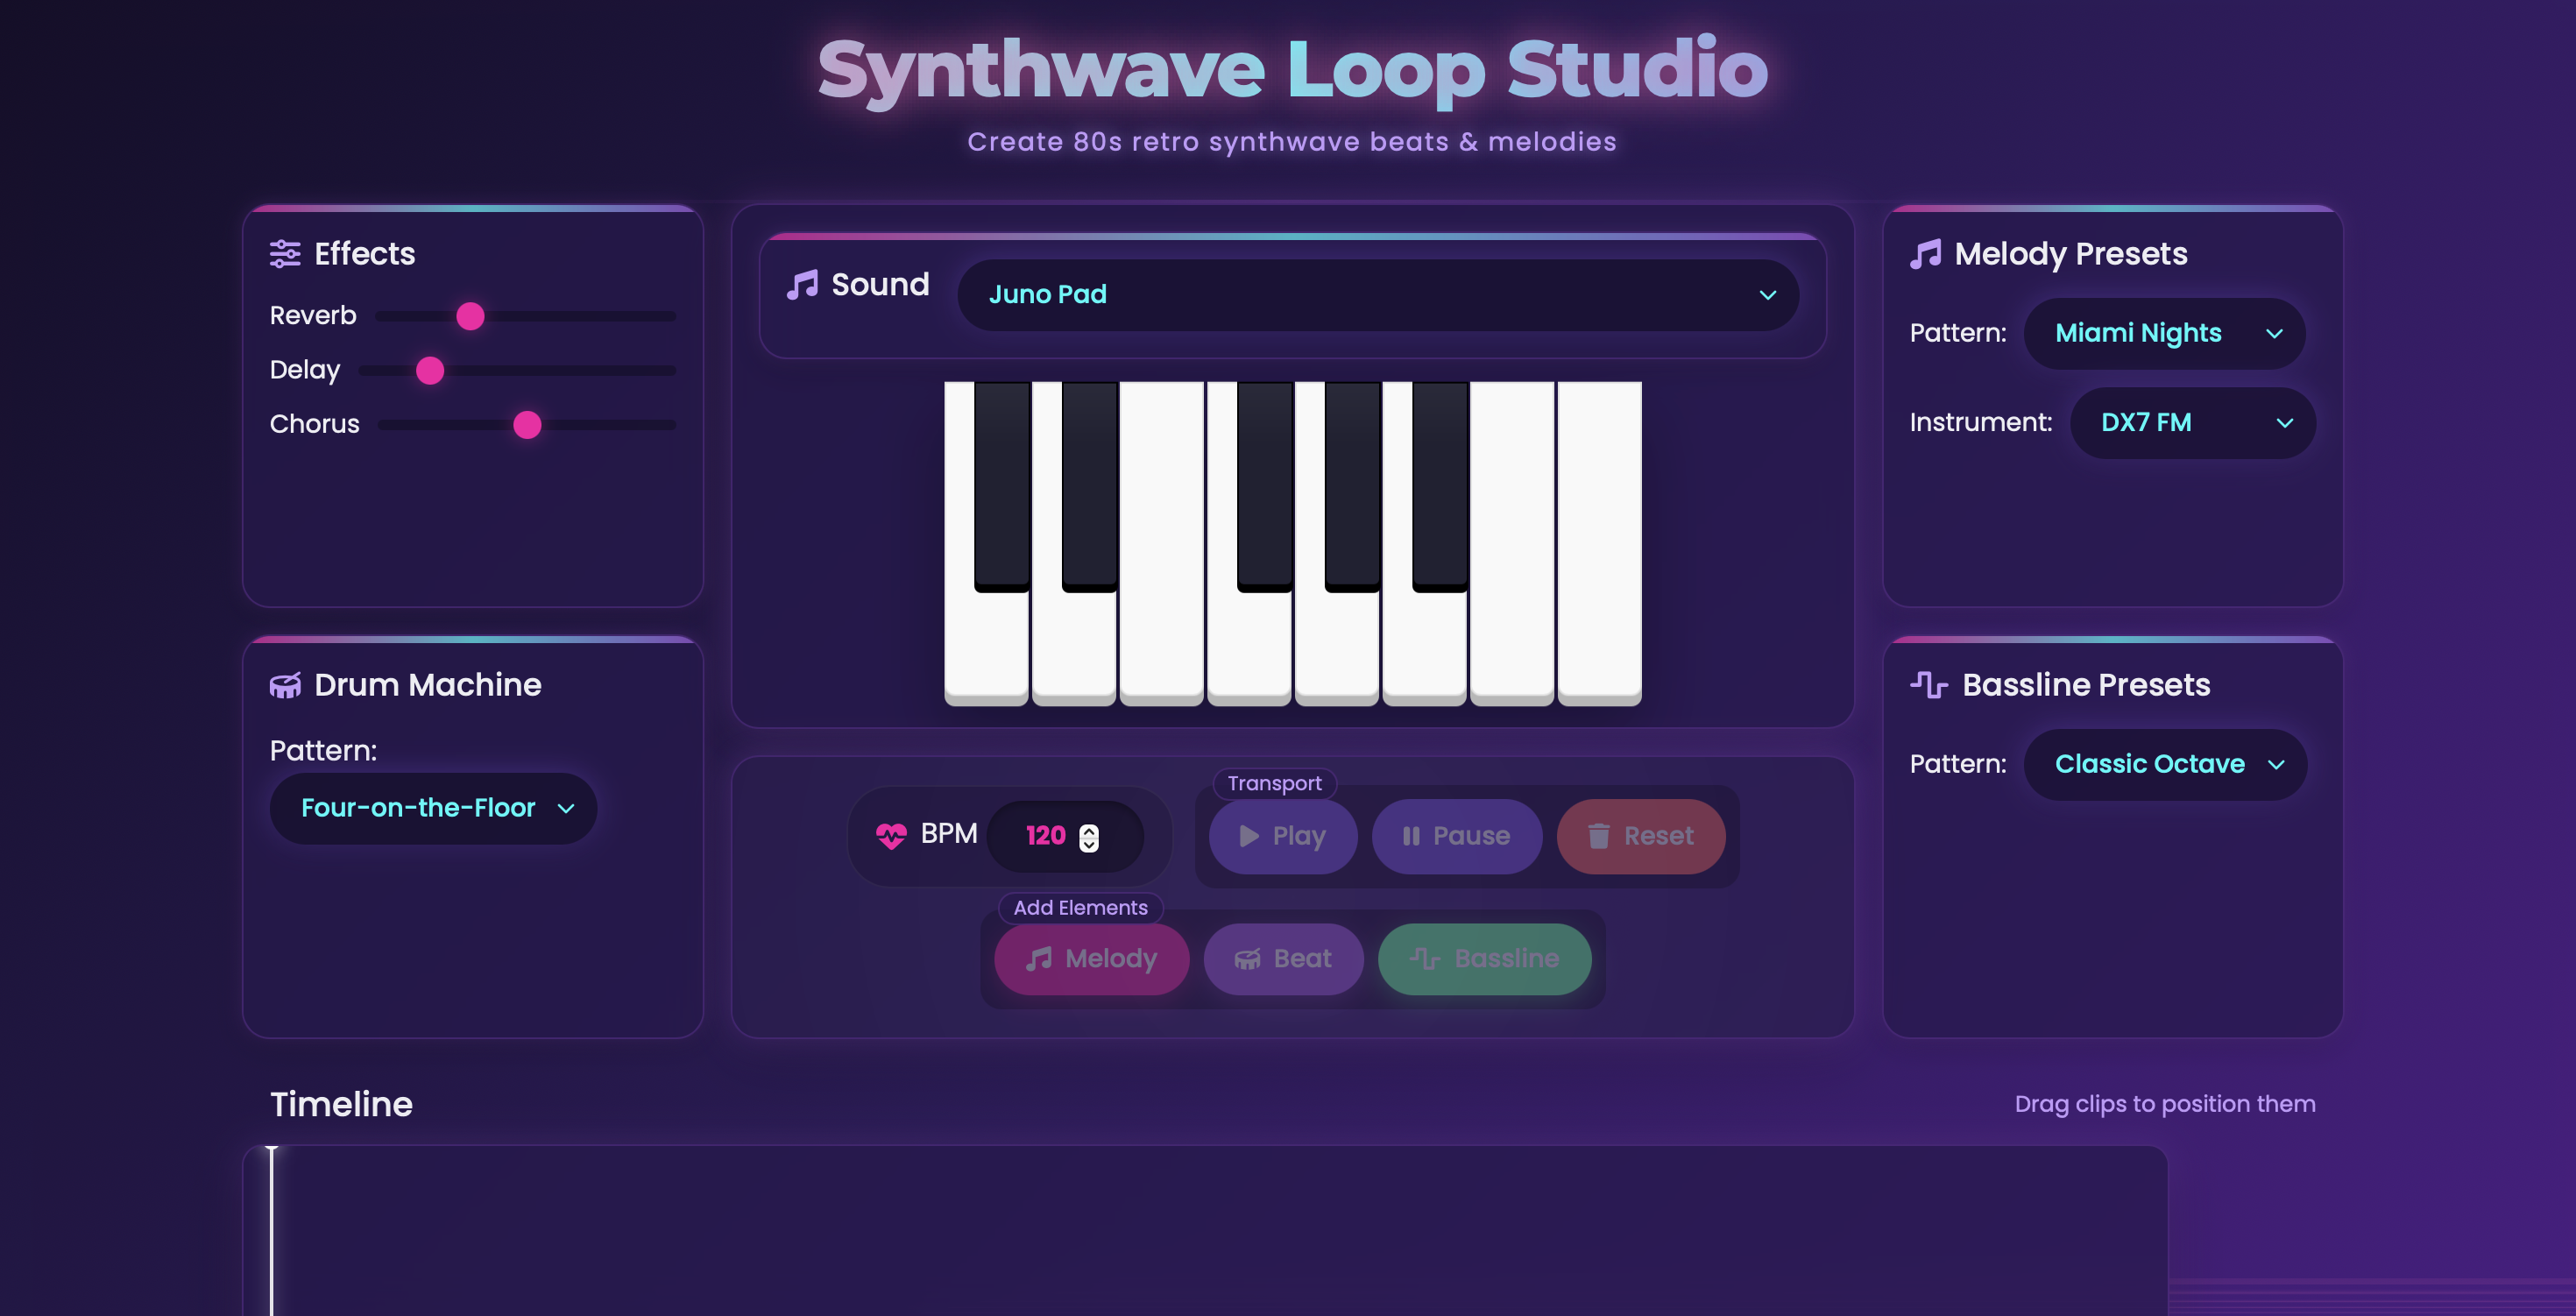 Synthwave Loop Studio
Create 80s retro synthwave beats & melodies
Effects
Reverb
Delay
Chorus
Sound
Juno Pad
Melody Presets
Pattern:
Miami Nights
Instrument:
DX7 FM
Drum Machine
Pattern:
Four-on-the-Floor
BPM
120
Transport
Play
Pause
Reset
Add Elements
Melody
Beat
Bassline
Bassline Presets
Pattern:
Classic Octave
Timeline
Drag clips to position them